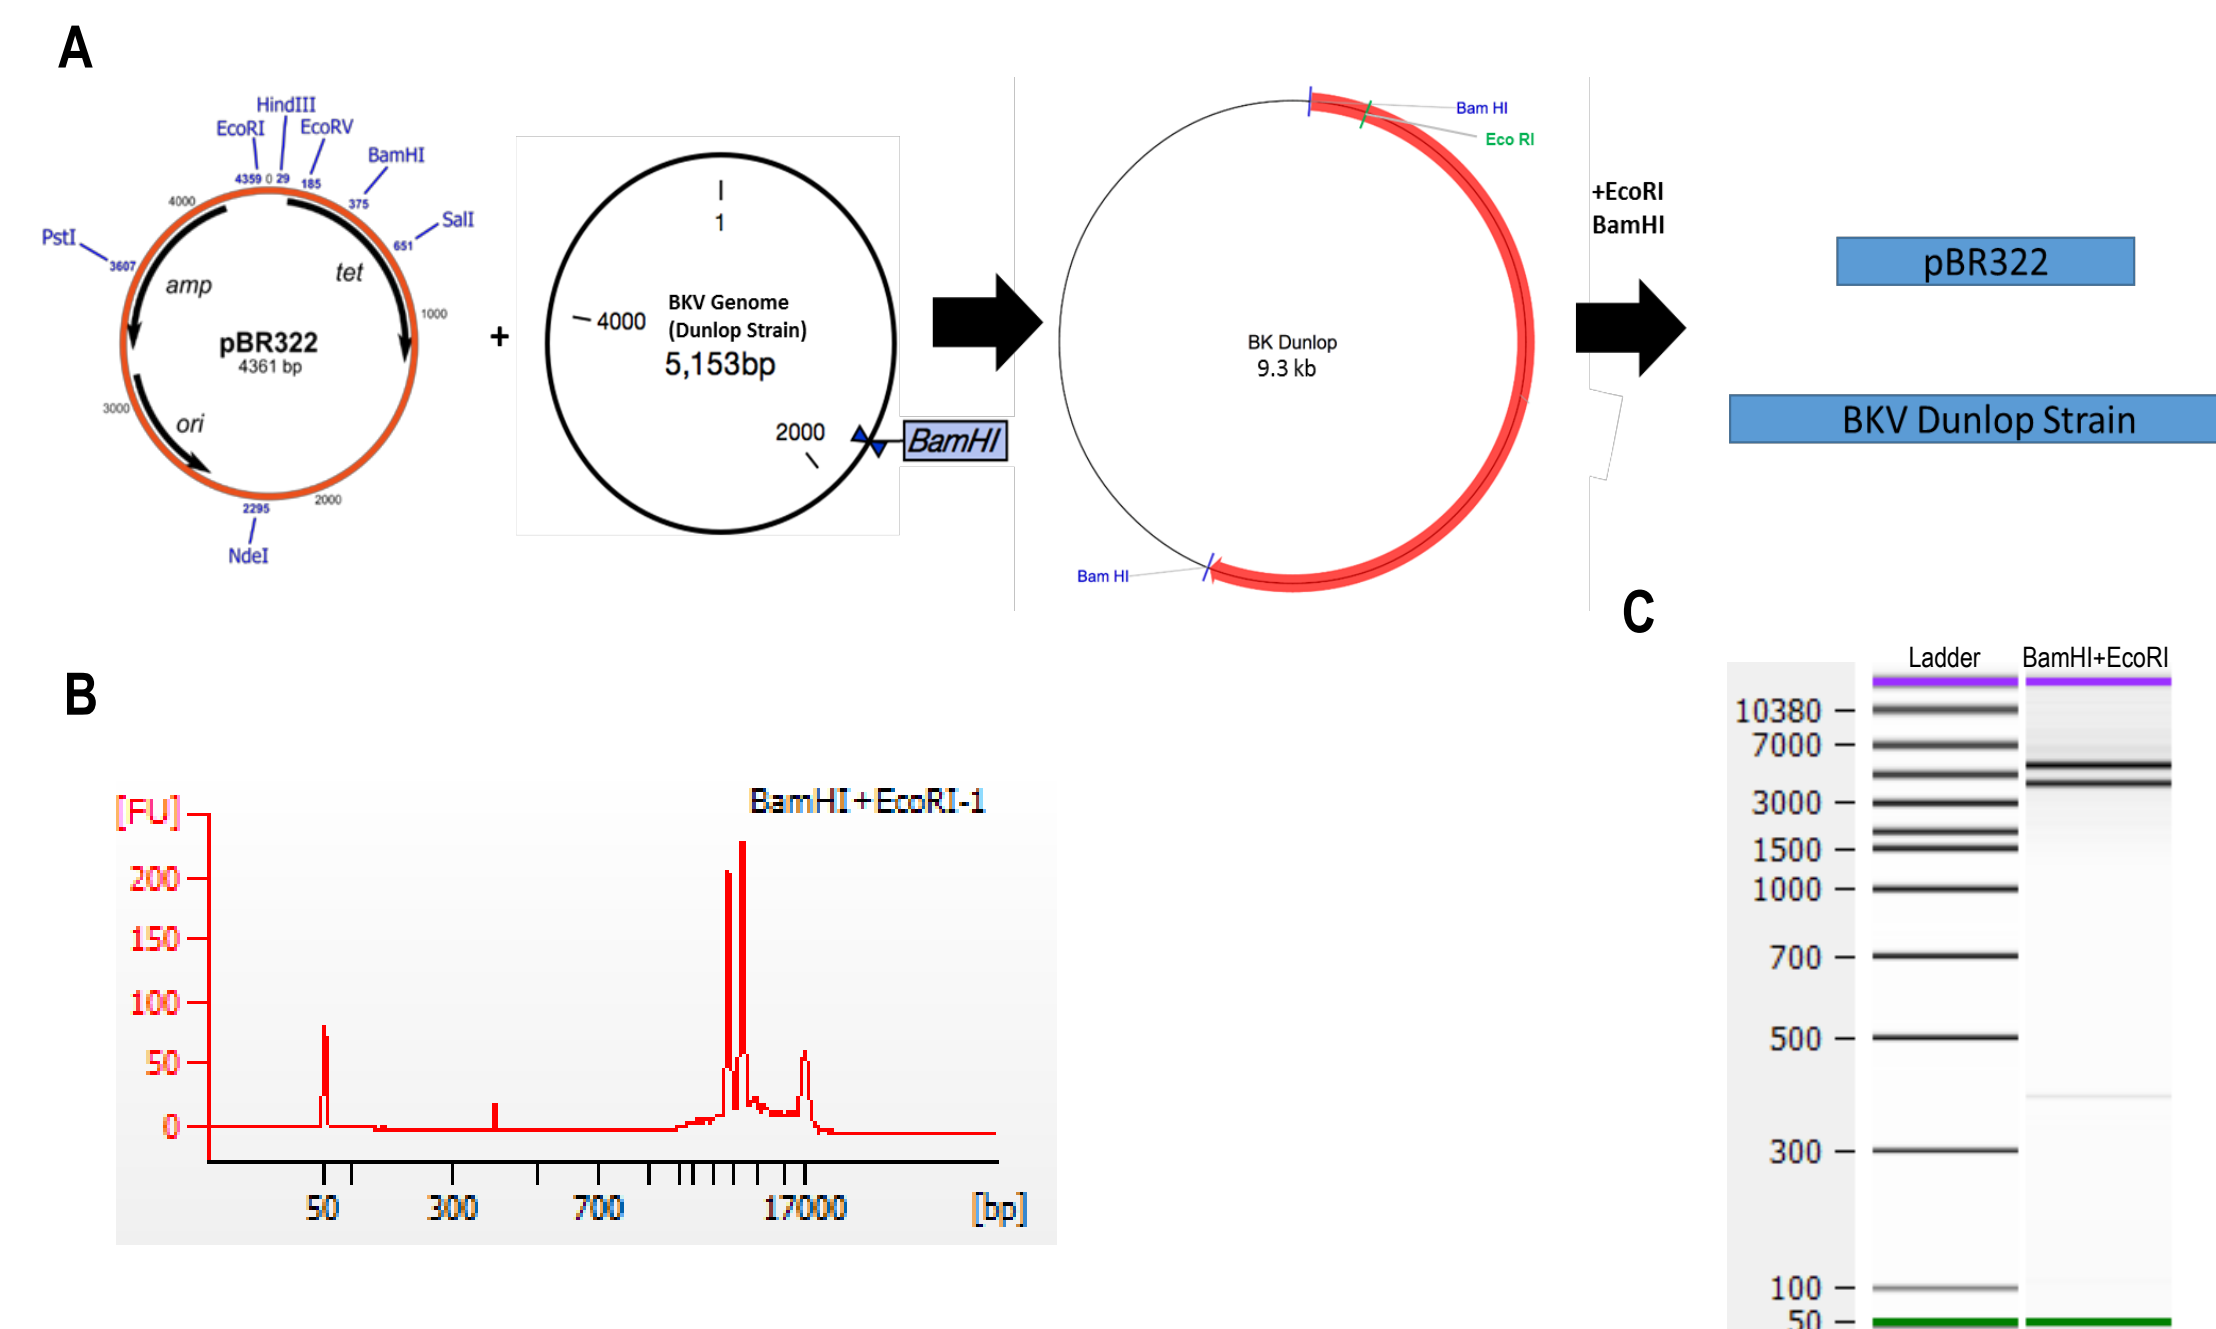 A
HindIII
EcoRI
EcoRV
BamHI
4359 0 29
185
4000
375
SalI
PstI
651
3607
amp
tet
1000
pBR322
4361 bp
3000
ori
2000
2295
NdeI
+
1
BKV Genome
(Dunlop Strain)
5,153bp
4000
2000
BamHI
Bam HI
Eco RI
BK Dunlop
9.3 kb
Bam HI
+EcoRI
BamHI
pBR322
BKV Dunlop Strain
B
[FU]
BamHI+EcoRI-1
200
150
100
50
0
50
300
700
17000
[bp]
C
Ladder
BamHI+EcoRI
10380
7000
3000
1500
1000
700
500
300
100
50